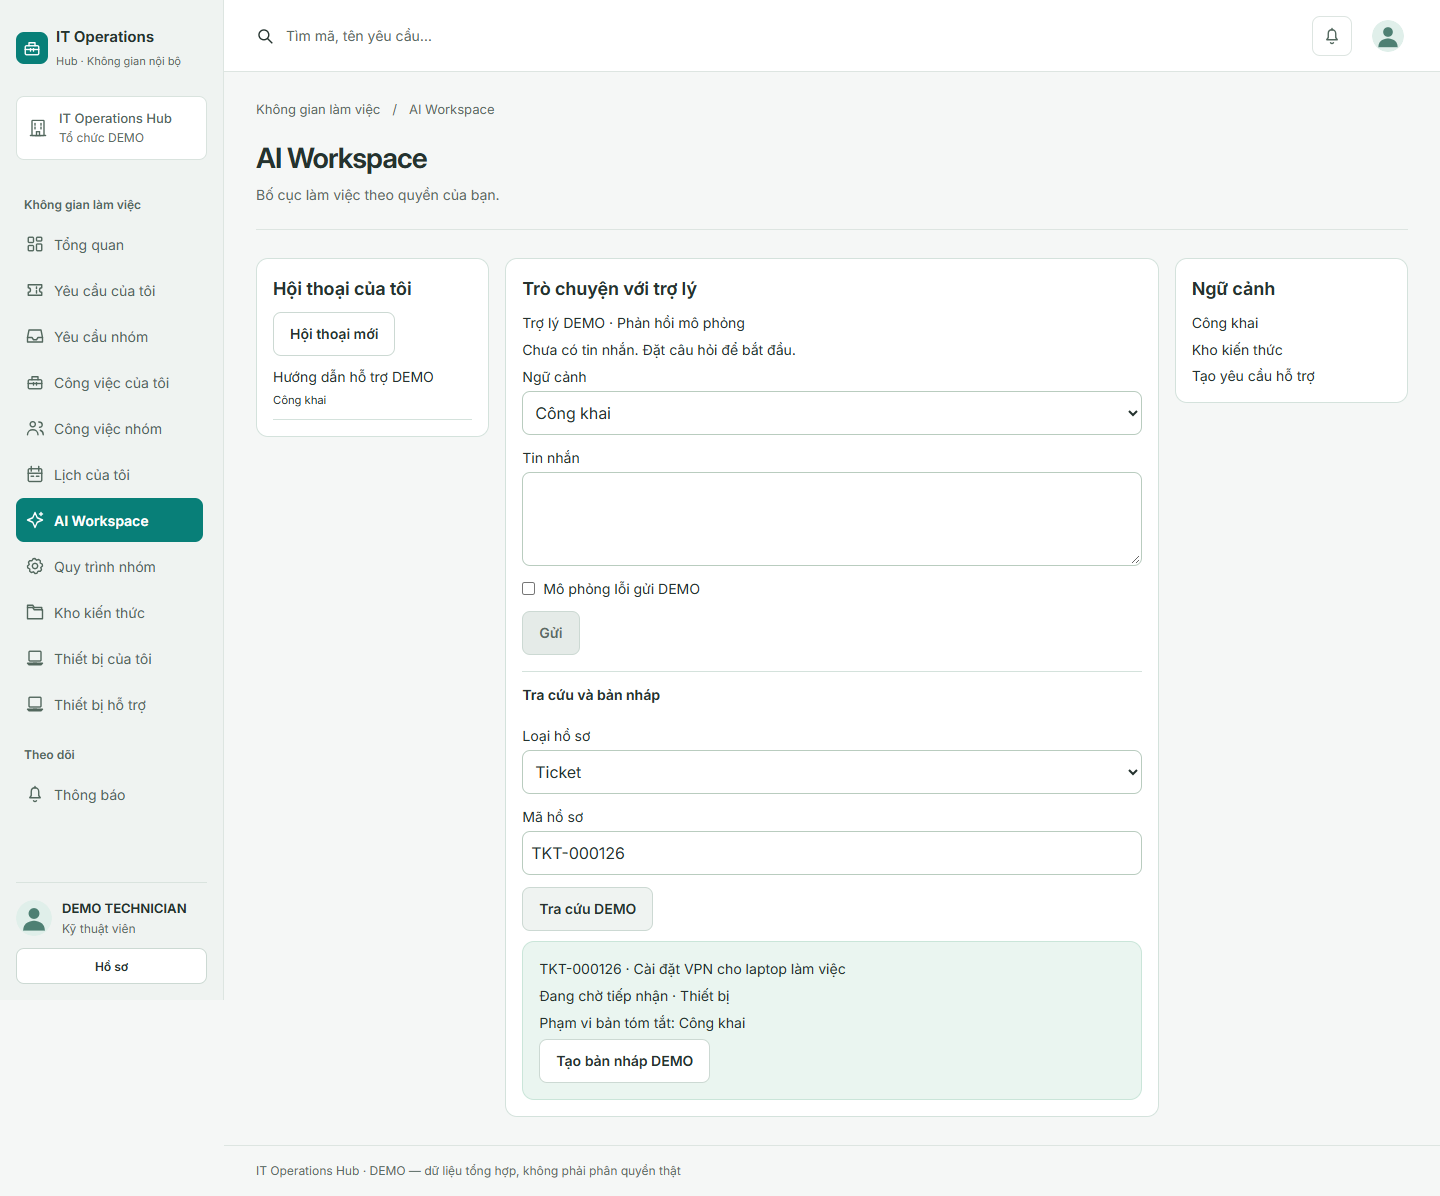 IT Operations
Hub · Không gian nội bộ
IT Operations Hub
Tổ chức DEMO
Không gian làm việc
Tổng quan
Yêu cầu của tôi
Yêu cầu nhóm
Công việc của tôi
Công việc nhóm
Lịch của tôi
AI Workspace
Quy trình nhóm
Kho kiến thức
Thiết bị của tôi
Thiết bị hỗ trợ
Theo dõi
Thông báo
DEMO TECHNICIAN
Kỹ thuật viên
Hồ sơ
Tìm mã, tên yêu cầu...
Không gian làm việc / AI Workspace
AI Workspace
Bố cục làm việc theo quyền của bạn.
Hội thoại của tôi
Hội thoại mới
Hướng dẫn hỗ trợ DEMO
Công khai
Trò chuyện với trợ lý
Trợ lý DEMO · Phản hồi mô phỏng
Chưa có tin nhắn. Đặt câu hỏi để bắt đầu.
Ngữ cảnh
Công khai
Tin nhắn
Mô phỏng lỗi gửi DEMO
Gửi
Tra cứu và bản nháp
Loại hồ sơ
Ticket
Mã hồ sơ
TKT-000126
Tra cứu DEMO
TKT-000126 · Cài đặt VPN cho laptop làm việc
Đang chờ tiếp nhận · Thiết bị
Phạm vi bản tóm tắt: Công khai
Tạo bản nháp DEMO
Ngữ cảnh
Công khai
Kho kiến thức
Tạo yêu cầu hỗ trợ
IT Operations Hub · DEMO — dữ liệu tổng hợp, không phải phân quyền thật